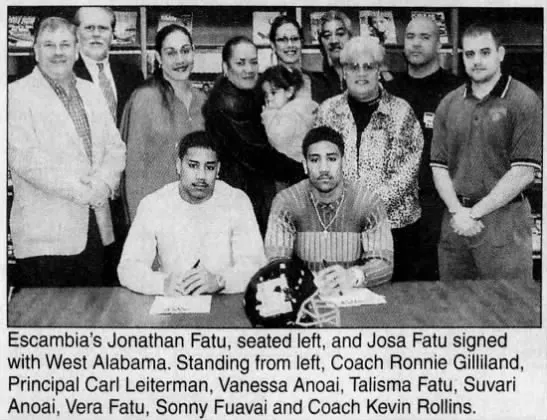 Escambia's Jonathan Fatu, seated left, and Josa Fatu signed
with West Alabama. Standing from left, Coach Ronnie Gilliland,
Principal Carl Leiterman, Vanessa Anoai, Talisma Fatu, Suvari
Anoai, Vera Fatu, Sonny Fuavai and Coach Kevin Rollins.